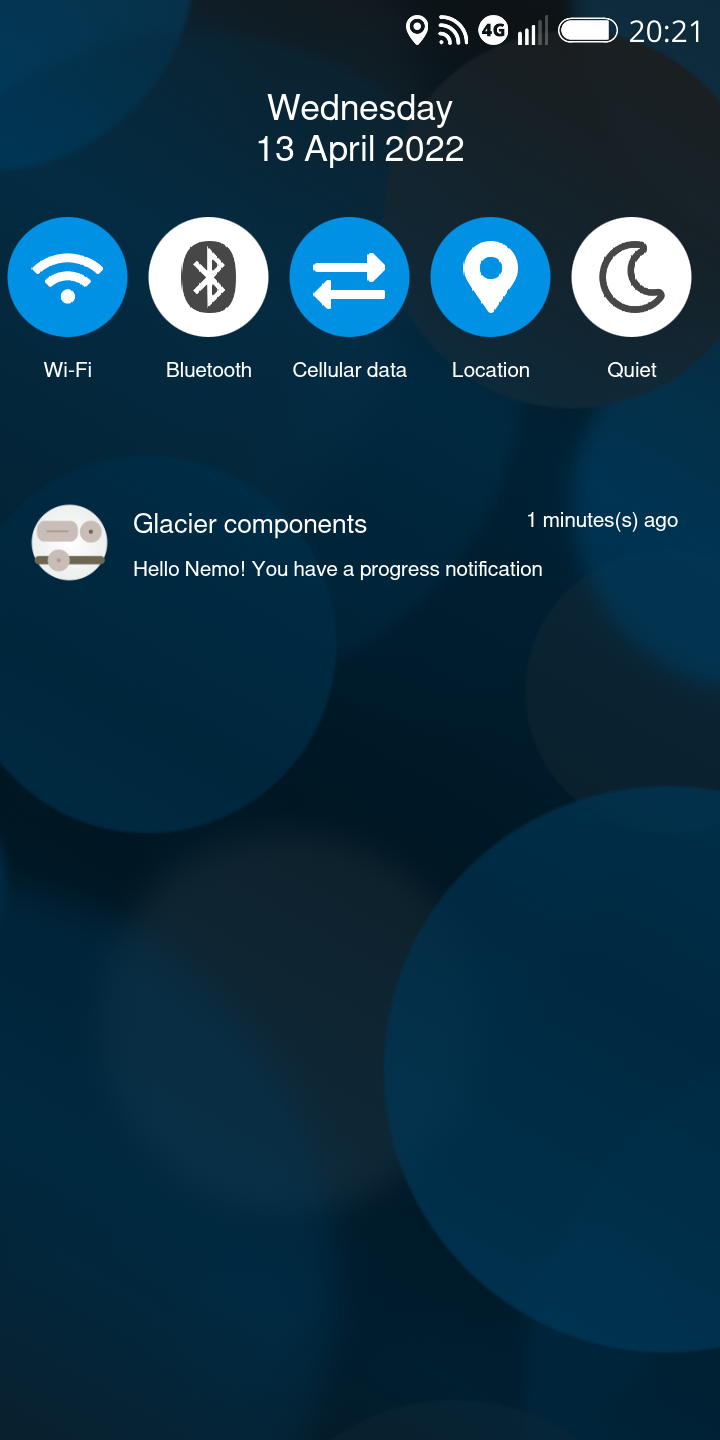 4G 20:21
Wednesday
13 April 2022
Wi-Fi Bluetooth Cellular data Location Quiet
Glacier components 1 minutes(s) ago
Hello Nemo! You have a progress notification